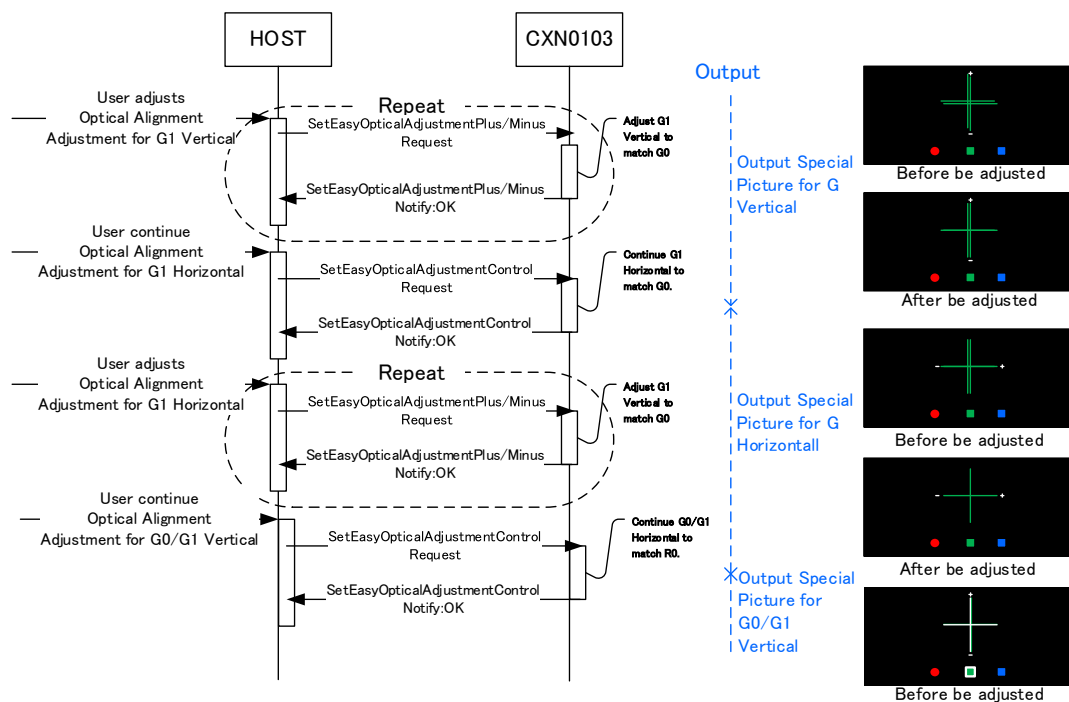 HOST
CXN0103
Output
User adjusts
Optical Alignment
Adjustment for G1 Vertical
Repeat
SetEasyOpticalAdjustmentPlus/Minus
Request
Adjust G1
Vertical to
match G0
SetEasyOpticalAdjustmentPlus/Minus
Notify:OK
Output Special
Picture for G
Vertical
+
-
Before be adjusted
User continue
Optical Alignment
Adjustment for G1 Horizontal
SetEasyOpticalAdjustmentControl
Request
Continue G1
Horizontal to
match G0.
SetEasyOpticalAdjustmentControl
Notify:OK
+
-
After be adjusted
User adjusts
Optical Alignment
Adjustment for G1 Horizontal
Repeat
SetEasyOpticalAdjustmentPlus/Minus
Request
Adjust G1
Vertical to
match G0
SetEasyOpticalAdjustmentPlus/Minus
Notify:OK
Output Special
Picture for G
Horizontall
- +
Before be adjusted
User continue
Optical Alignment
Adjustment for G0/G1 Vertical
SetEasyOpticalAdjustmentControl
Request
Continue G0/G1
Horizontal to
match R0.
SetEasyOpticalAdjustmentControl
Notify:OK
- +
After be adjusted
Output Special
Picture for
G0/G1
Vertical
+
-
Before be adjusted